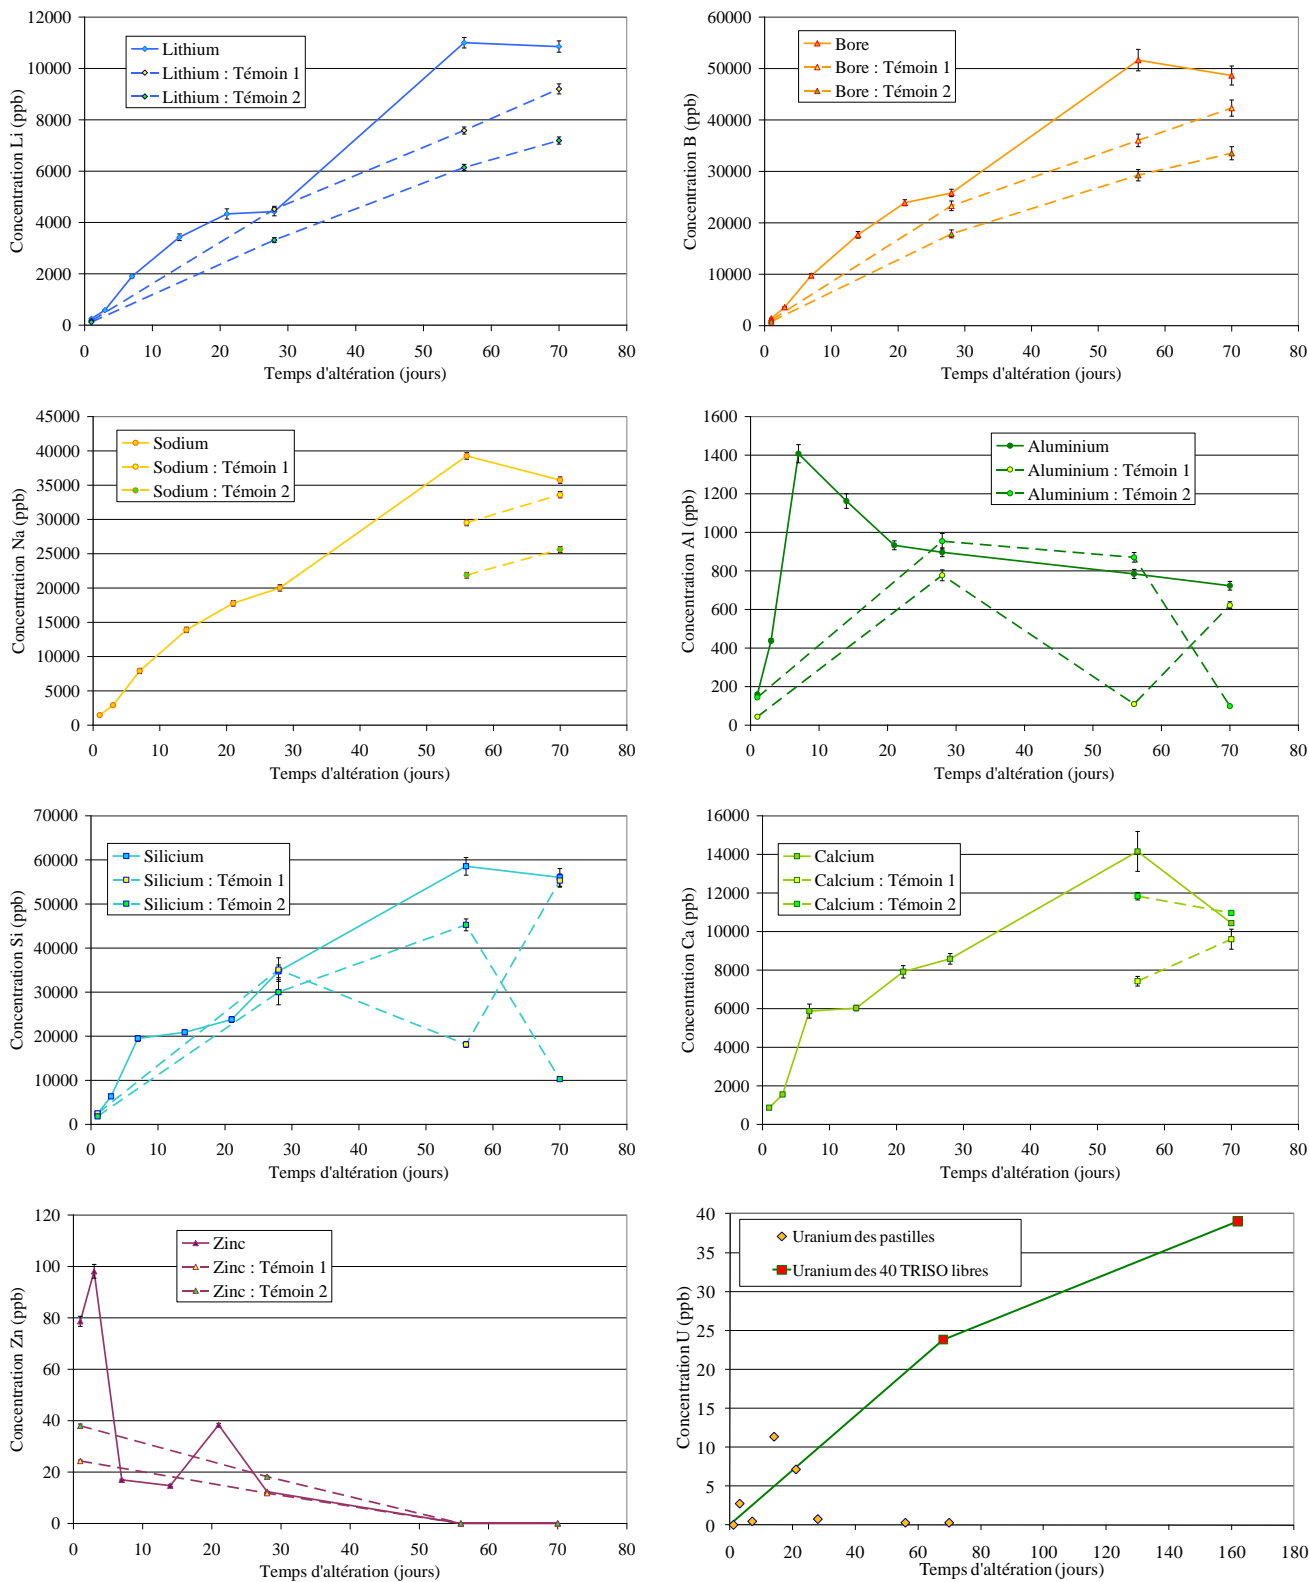 12000
10000
8000
6000
4000
2000
0
0 10 20 30 40 50 60 70 80
Concentration Li (ppb)
Temps d'altération (jours)
Lithium
Lithium : Témoin 1
Lithium : Témoin 2
60000
50000
40000
30000
20000
10000
0
0 10 20 30 40 50 60 70 80
Concentration B (ppb)
Temps d'altération (jours)
Bore
Bore : Témoin 1
Bore : Témoin 2
45000
40000
35000
30000
25000
20000
15000
10000
5000
0
0 10 20 30 40 50 60 70 80
Concentration Na (ppb)
Temps d'altération (jours)
Sodium
Sodium : Témoin 1
Sodium : Témoin 2
1600
1400
1200
1000
800
600
400
200
0
0 10 20 30 40 50 60 70 80
Concentration Al (ppb)
Temps d'altération (jours)
Aluminium
Aluminium : Témoin 1
Aluminium : Témoin 2
70000
60000
50000
40000
30000
20000
10000
0
0 10 20 30 40 50 60 70 80
Concentration Si (ppb)
Temps d'altération (jours)
Silicium
Silicium : Témoin 1
Silicium : Témoin 2
16000
14000
12000
10000
8000
6000
4000
2000
0
0 10 20 30 40 50 60 70 80
Concentration Ca (ppb)
Temps d'altération (jours)
Calcium
Calcium : Témoin 1
Calcium : Témoin 2
120
100
80
60
40
20
0
0 10 20 30 40 50 60 70 80
Concentration Zn (ppb)
Temps d'altération (jours)
Zinc
Zinc : Témoin 1
Zinc : Témoin 2
40
35
30
25
20
15
10
5
0
0 20 40 60 80 100 120 140 160 180
Concentration U (ppb)
Temps d'altération (jours)
Uranium des pastilles
Uranium des 40 TRISO libres